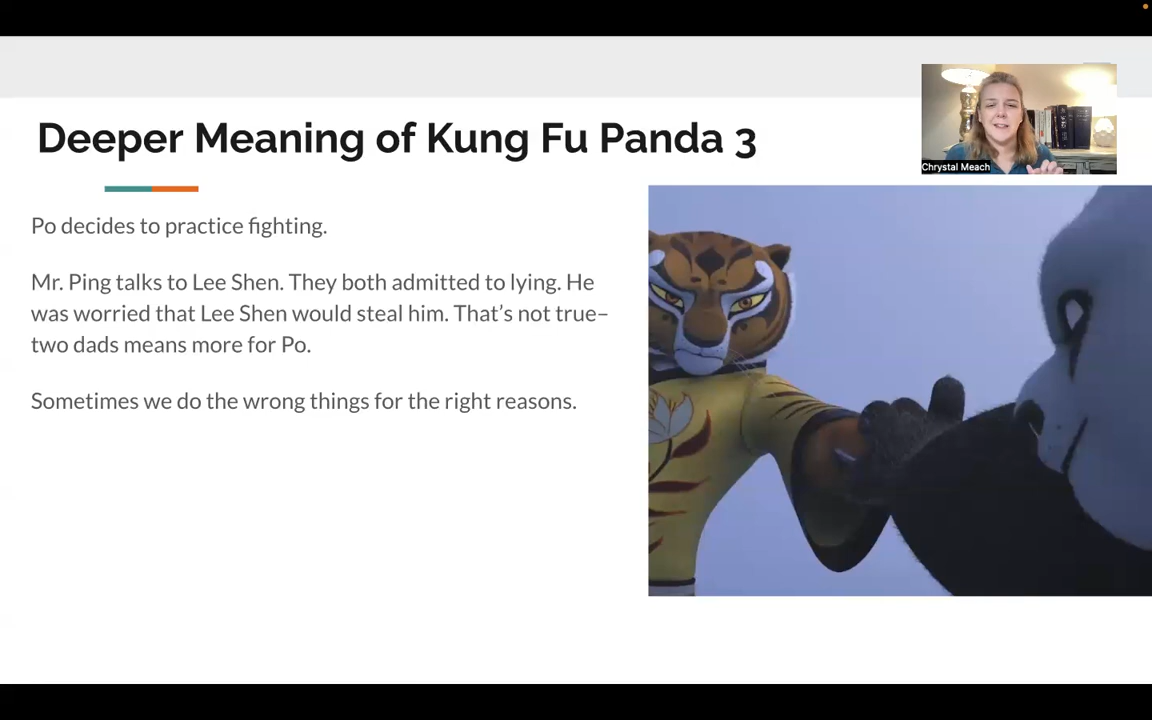 Deeper Meaning of Kung Fu Panda 3
Chrystal Meach
Po decides to practice fighting.
Mr. Ping talks to Lee Shen. They both admitted to lying. He
was worried that Lee Shen would steal him. That's not true–
two dads means more for Po.
Sometimes we do the wrong things for the right reasons.